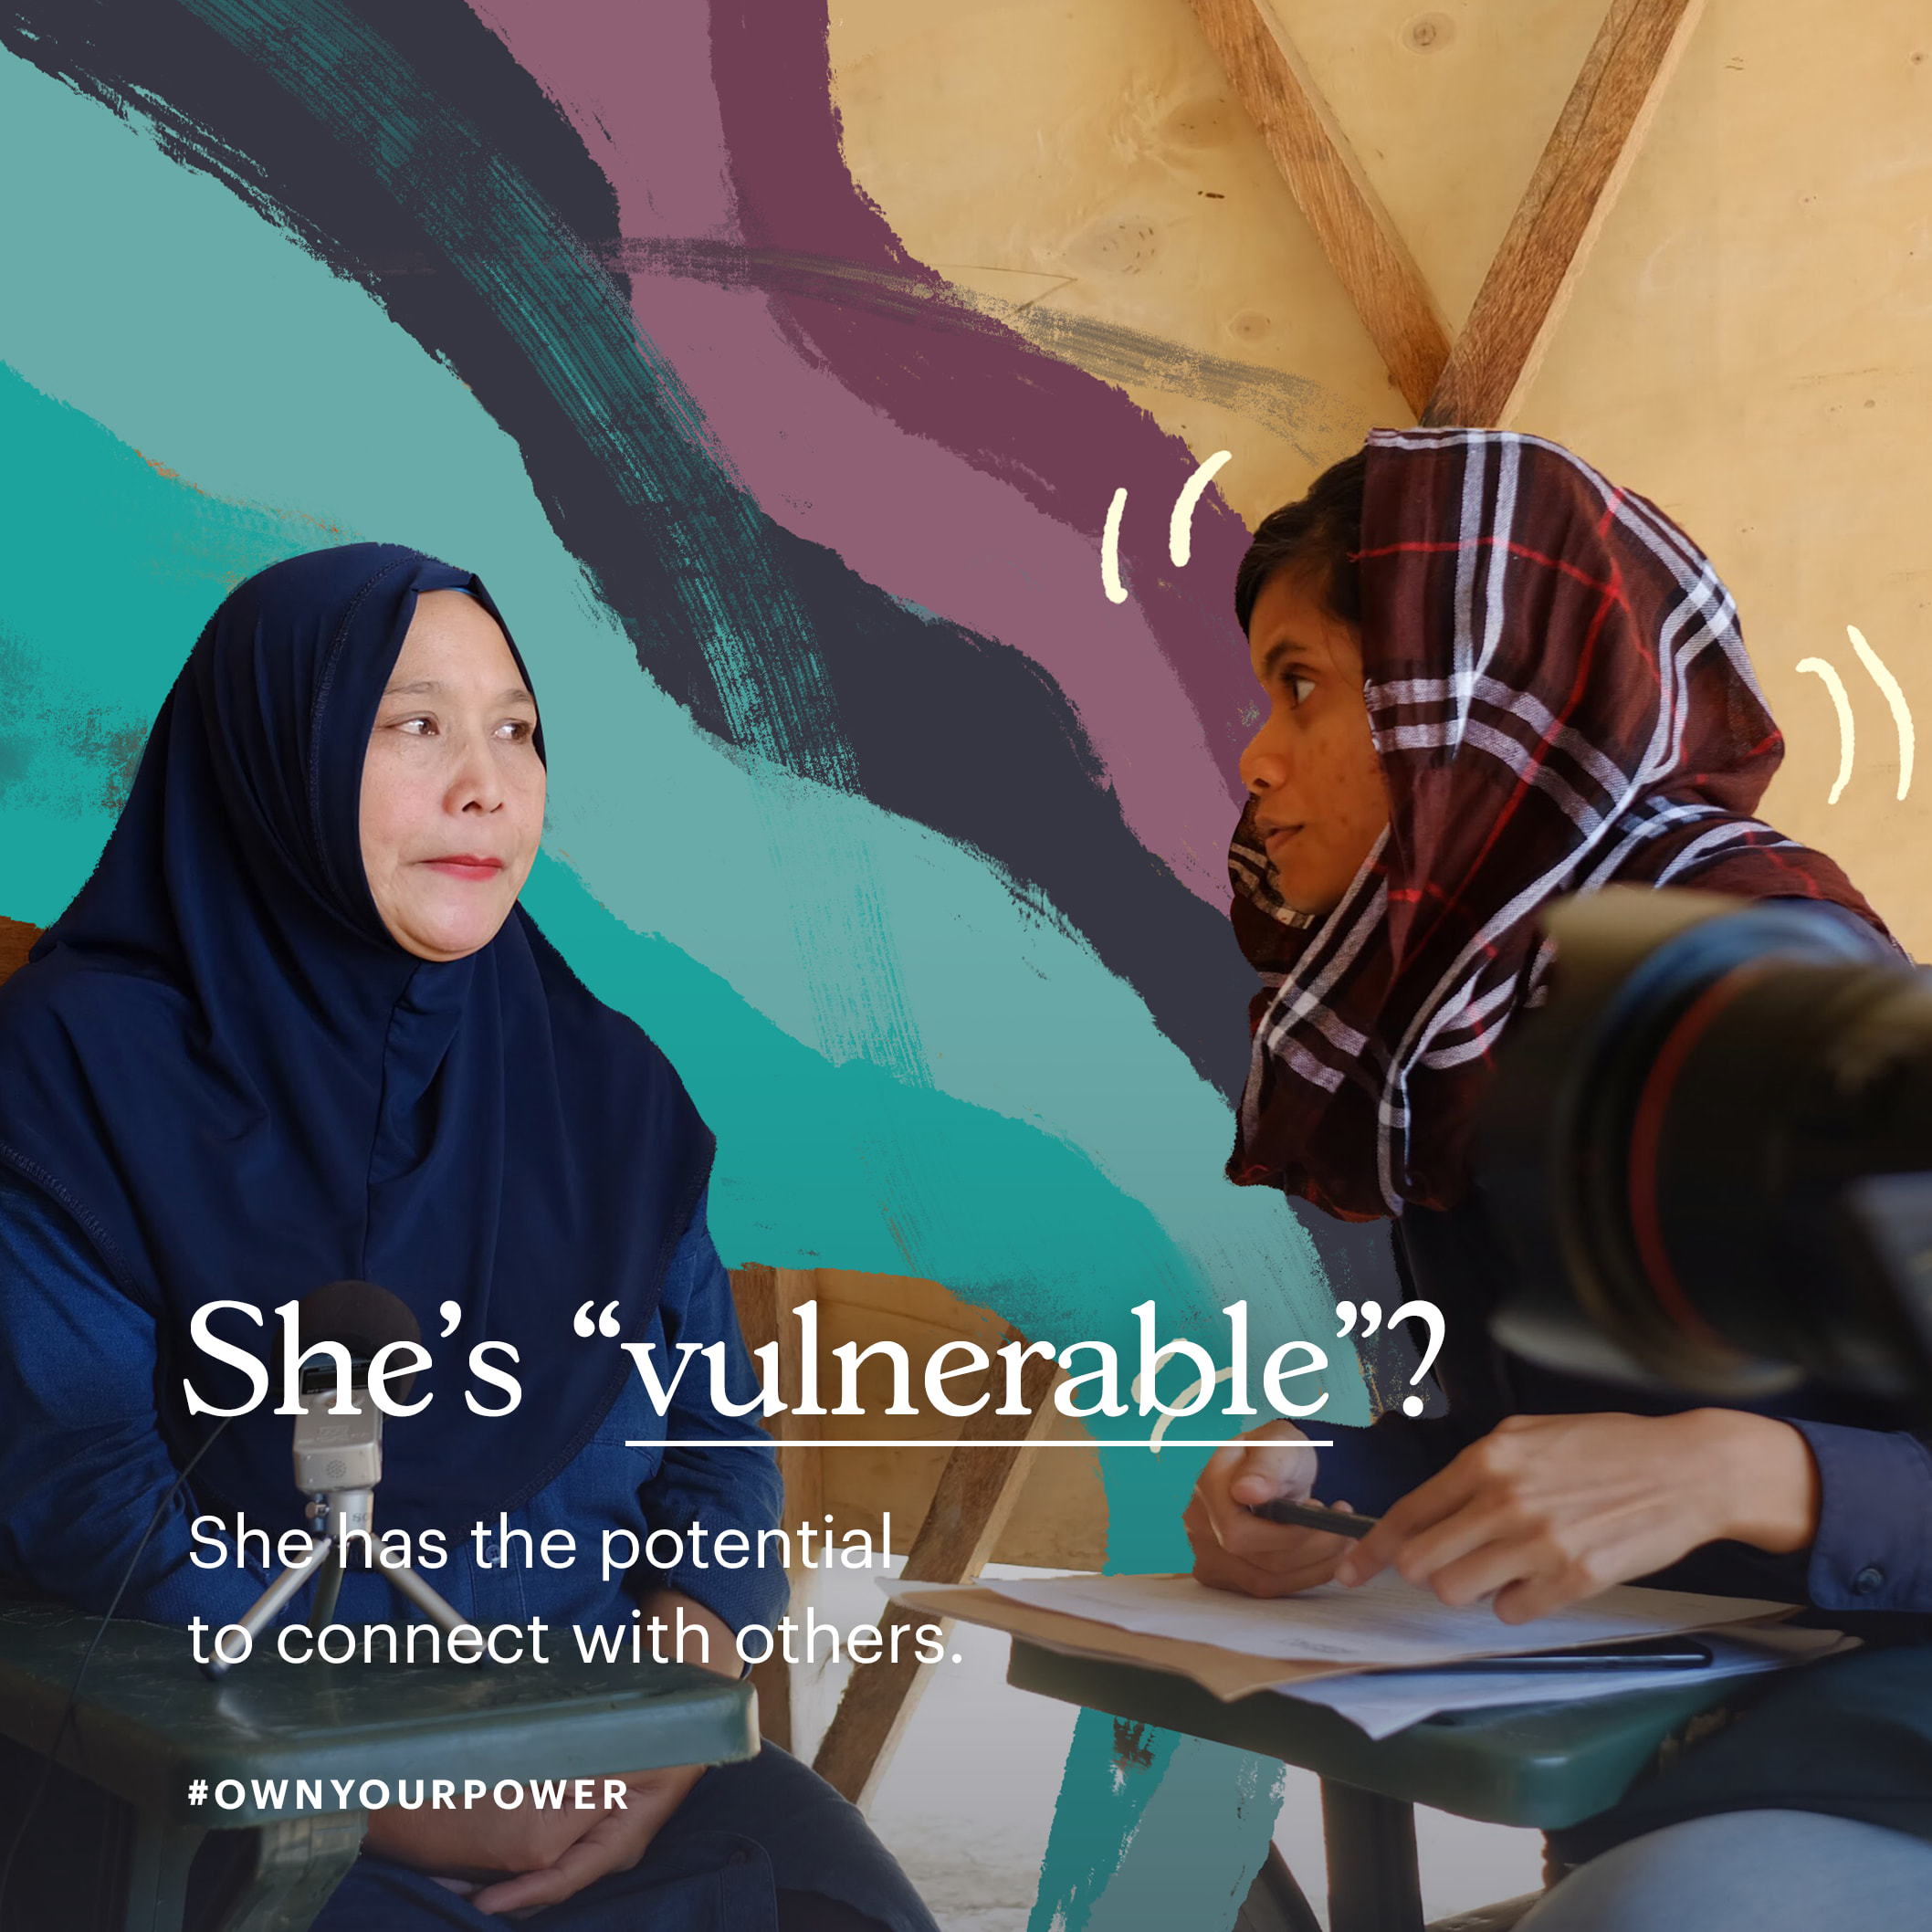 She’s “vulnerable”?
She has the potential
to connect with others.
#OWNYOURPOWER